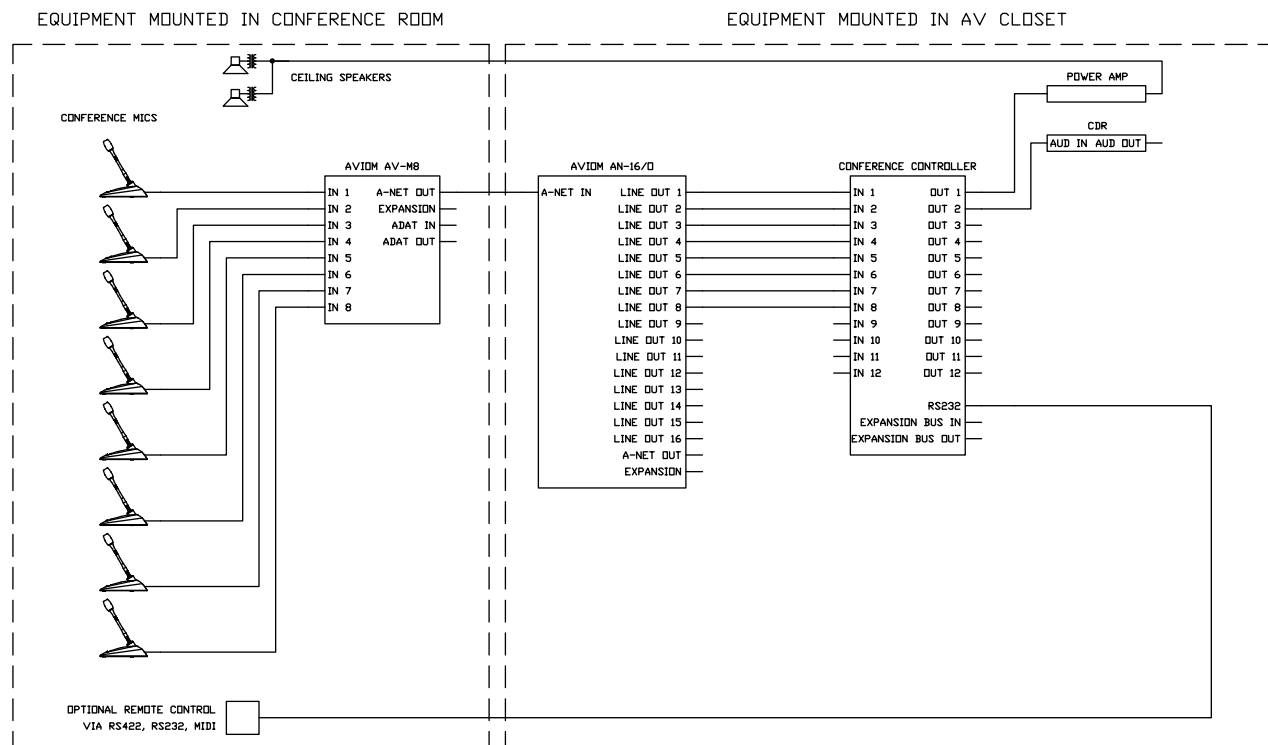 EQUIPMENT MOUNTED IN CONFERENCE ROOM
EQUIPMENT MOUNTED IN AV CLOSET
CEILING SPEAKERS
CONFERENCE MICS
AVIOM AV-M8
IN 1
IN 2
IN 3
IN 4
IN 5
IN 6
IN 7
IN 8
A-NET OUT
EXPANSION
ADAT IN
ADAT OUT
OPTIONAL REMOTE CONTROL
VIA RS422, RS232, MIDI
AVIOM AN-16/O
A-NET IN
LINE OUT 1
LINE OUT 2
LINE OUT 3
LINE OUT 4
LINE OUT 5
LINE OUT 6
LINE OUT 7
LINE OUT 8
LINE OUT 9
LINE OUT 10
LINE OUT 11
LINE OUT 12
LINE OUT 13
LINE OUT 14
LINE OUT 15
LINE OUT 16
A-NET OUT
EXPANSION
CONFERENCE CONTROLLER
IN 1
IN 2
IN 3
IN 4
IN 5
IN 6
IN 7
IN 8
IN 9
IN 10
IN 11
IN 12
OUT 1
OUT 2
OUT 3
OUT 4
OUT 5
OUT 6
OUT 7
OUT 8
OUT 9
OUT 10
OUT 11
OUT 12
RS232
EXPANSION BUS IN
EXPANSION BUS OUT
POWER AMP
CDR
AUD IN AUD OUT